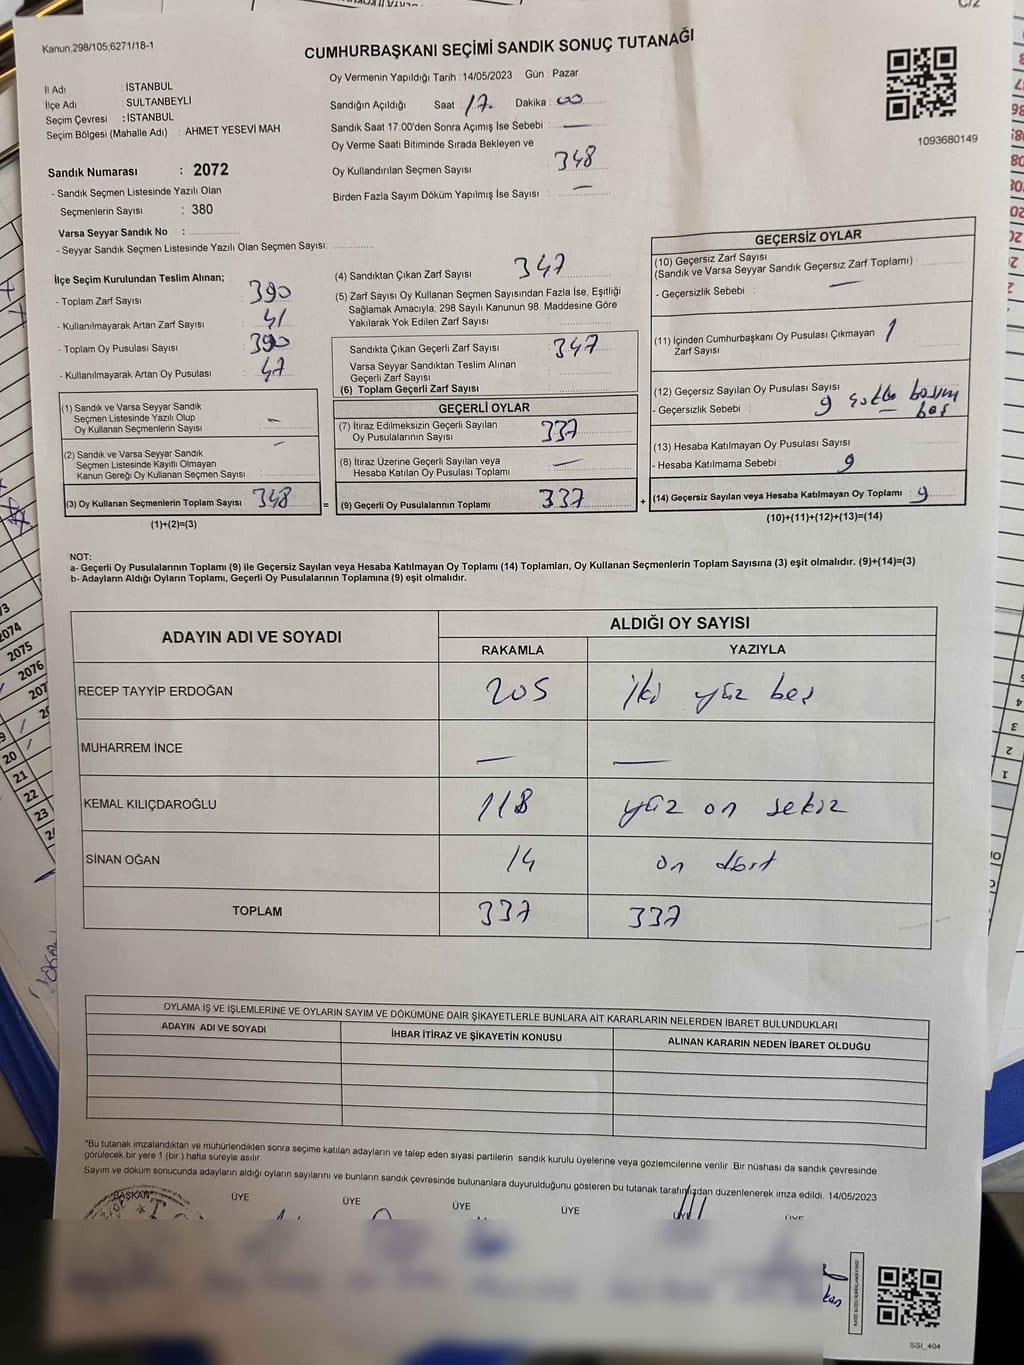 C/2
Kanun;298/105;6271/18-1
CUMHURBAŞKANI SEÇİMİ SANDIK SONUÇ TUTANAĞI
İl Adı : İSTANBUL
İlçe Adı : SULTANBEYLİ
Seçim Çevresi : İSTANBUL
Seçim Bölgesi (Mahalle Adı) : AHMET YESEVİ MAH.
Oy Vermenin Yapıldığı Tarih : 14/05/2023 Gün : Pazar
Sandığın Açıldığı Saat : 17. Dakika : 00
Sandık Saat 17.00'den Sonra Açımış İse Sebebi : —
Oy Verme Saati Bitiminde Sırada Bekleyen ve
Oy Kullandırılan Seçmen Sayısı : 348
Birden Fazla Sayım Döküm Yapılmış İse Sayısı : —
1093680149
Sandık Numarası : 2072
- Sandık Seçmen Listesinde Yazılı Olan
Seçmenlerin Sayısı : 380
Varsa Seyyar Sandık No :
- Seyyar Sandık Seçmen Listesinde Yazılı Olan Seçmen Sayısı:
İlçe Seçim Kurulundan Teslim Alınan;
- Toplam Zarf Sayısı : 390
- Kullanılmayarak Artan Zarf Sayısı : 41
- Toplam Oy Pusulası Sayısı : 390
- Kullanılmayarak Artan Oy Pusulası : 47
(1) Sandık ve Varsa Seyyar Sandık
Seçmen Listesinde Yazılı Olup
Oy Kullanan Seçmenlerin Sayısı : —
(2) Sandık ve Varsa Seyyar Sandık
Seçmen Listesinde Kayıtlı Olmayan
Kanun Gereği Oy Kullanan Seçmen Sayısı : —
(3) Oy Kullanan Seçmenlerin Toplam Sayısı : 348 =
(1)+(2)=(3)
(4) Sandıktan Çıkan Zarf Sayısı : 347
(5) Zarf Sayısı Oy Kullanan Seçmen Sayısından Fazla İse, Eşitliği
Sağlamak Amacıyla; 298 Sayılı Kanunun 98. Maddesine Göre
Yakılarak Yok Edilen Zarf Sayısı :
Sandıkta Çıkan Geçerli Zarf Sayısı : 347
Varsa Seyyar Sandıktan Teslim Alınan
Geçerli Zarf Sayısı :
(6) Toplam Geçerli Zarf Sayısı :
GEÇERLİ OYLAR
(7) İtiraz Edilmeksizin Geçerli Sayılan
Oy Pusulalarının Sayısı : 337
(8) İtiraz Üzerine Geçerli Sayılan veya
Hesaba Katılan Oy Pusulası Toplamı : —
(9) Geçerli Oy Pusulalarının Toplamı : 337 +
GEÇERSİZ OYLAR
(10) Geçersiz Zarf Sayısı
(Sandık ve Varsa Seyyar Sandık Geçersiz Zarf Toplamı) :
- Geçersizlik Sebebi : —
(11) İçinden Cumhurbaşkanı Oy Pusulası Çıkmayan 1
Zarf Sayısı
(12) Geçersiz Sayılan Oy Pusulası Sayısı :
- Geçersizlik Sebebi : 9 boş
(13) Hesaba Katılmayan Oy Pusulası Sayısı :
- Hesaba Katılmama Sebebi : 9
(14) Geçersiz Sayılan veya Hesaba Katılmayan Oy Toplamı : 9
(10)+(11)+(12)+(13)=(14)
NOT:
a- Geçerli Oy Pusulalarının Toplamı (9) ile Geçersiz Sayılan veya Hesaba Katılmayan Oy Toplamı (14) Toplamları, Oy Kullanan Seçmenlerin Toplam Sayısına (3) eşit olmalıdır. (9)+(14)=(3)
b- Adayların Aldığı Oyların Toplamı, Geçerli Oy Pusulalarının Toplamına (9) eşit olmalıdır.
ADAYIN ADI VE SOYADI ALDIĞI OY SAYISI
RAKAMLA YAZIYLA
RECEP TAYYİP ERDOĞAN 205 iki yüz beş
MUHARREM İNCE — —
KEMAL KILIÇDAROĞLU 118 yüz on sekiz
SİNAN OĞAN 14 on dört
TOPLAM 337 337
OYLAMA İŞ VE İŞLEMLERİNE VE OYLARIN SAYIM VE DÖKÜMÜNE DAİR ŞİKAYETLERLE BUNLARA AİT KARARLARIN NELERDEN İBARET BULUNDUKLARI
ADAYIN ADI VE SOYADI İHBAR İTİRAZ VE ŞİKAYETİN KONUSU ALINAN KARARIN NEDEN İBARET OLDUĞU
*Bu tutanak imzalandıktan ve mühürlendikten sonra seçime katılan adayların ve talep eden siyasi partilerin sandık kurulu üyelerine veya gözlemcilerine verilir. Bir nüshası da sandık çevresinde
görülecek bir yere 1 (bir) hafta süreyle asılır.
Sayım ve döküm sonucunda adayların aldığı oyların sayılarını ve bunların sandık çevresinde bulunanlara duyurulduğunu gösteren bu tutanak tarafımızdan düzenlenerek imza edildi. 14/05/2023
BAŞKAN ÜYE ÜYE ÜYE ÜYE ÜYE ÜYE
SSI_404
2074
2075
2076
20
21
22
23